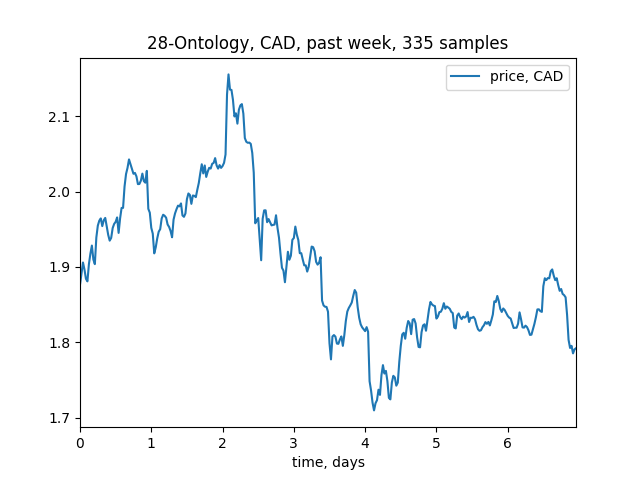 28-Ontology, CAD, past week, 335 samples
price, CAD
2.1
2.0
1.9
1.8
1.7
0 1 2 3 4 5 6
time, days